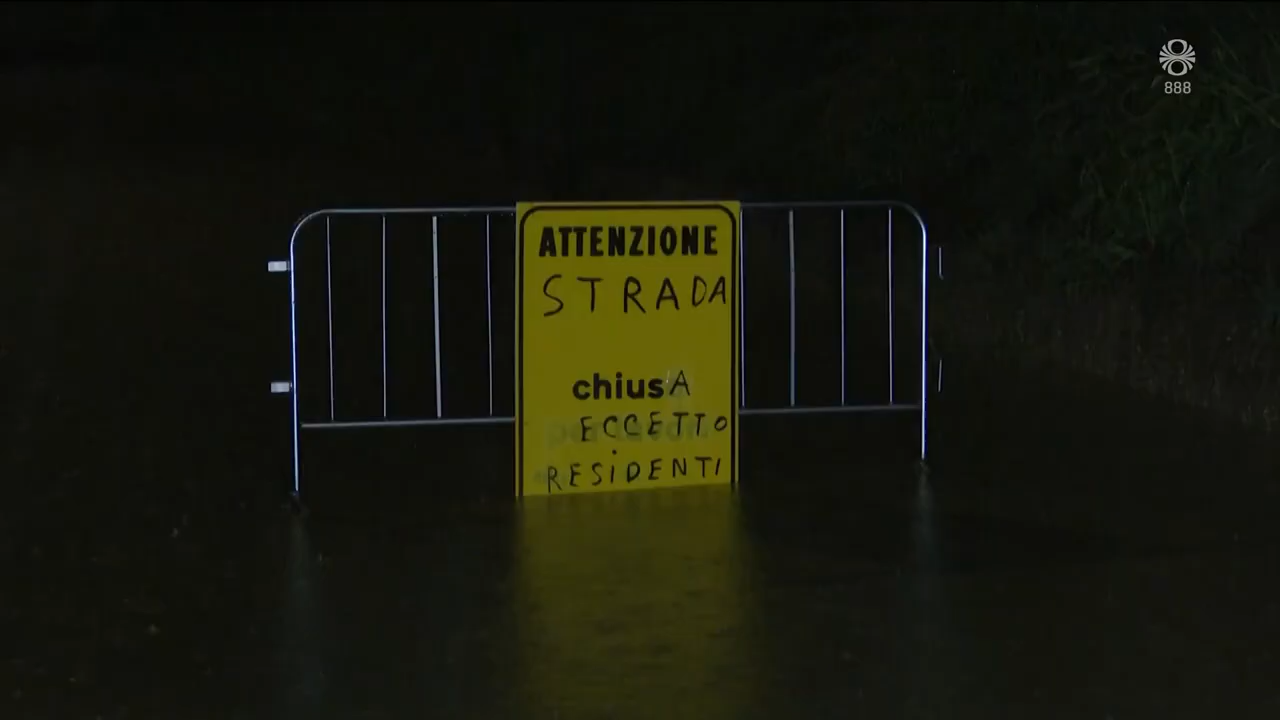 888
ATTENZIONE
STRADA
chiusA
ECCETTO
RESIDENTI